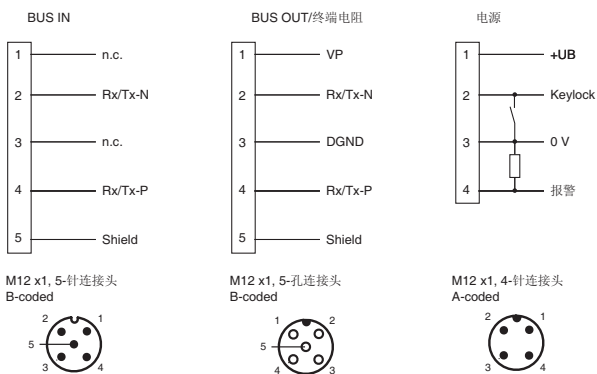 BUS IN
1 n.c.
2 Rx/Tx-N
3 n.c.
4 Rx/Tx-P
5 Shield
M12 x1, 5-针连接头
B-coded
2 1
5
3 4
BUS OUT/终端电阻
1 VP
2 Rx/Tx-N
3 DGND
4 Rx/Tx-P
5 Shield
M12 x1, 5-孔连接头
B-coded
1 2
5
4 3
电源
1 +UB
2 Keylock
3 0 V
4 报警
M12 x1, 4-针连接头
A-coded
2 1
3 4